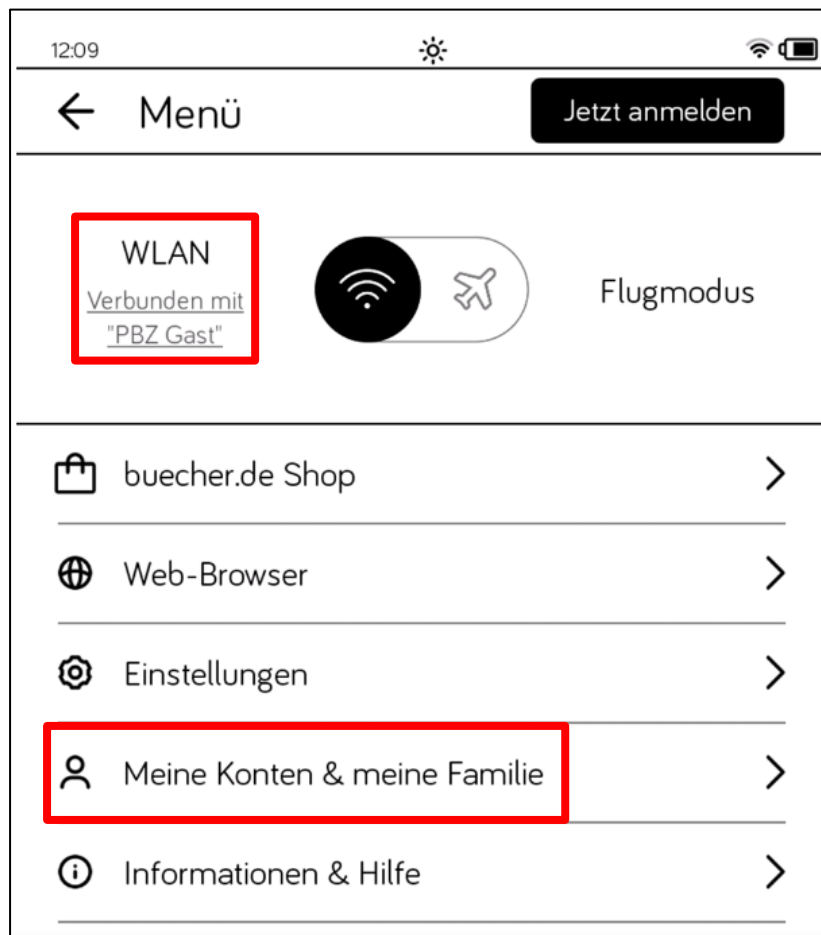 12:09
Menü
Jetzt anmelden
WLAN
Verbunden mit
"PBZ Gast"
Flugmodus
buecher.de Shop
Web-Browser
Einstellungen
Meine Konten & meine Familie
Informationen & Hilfe